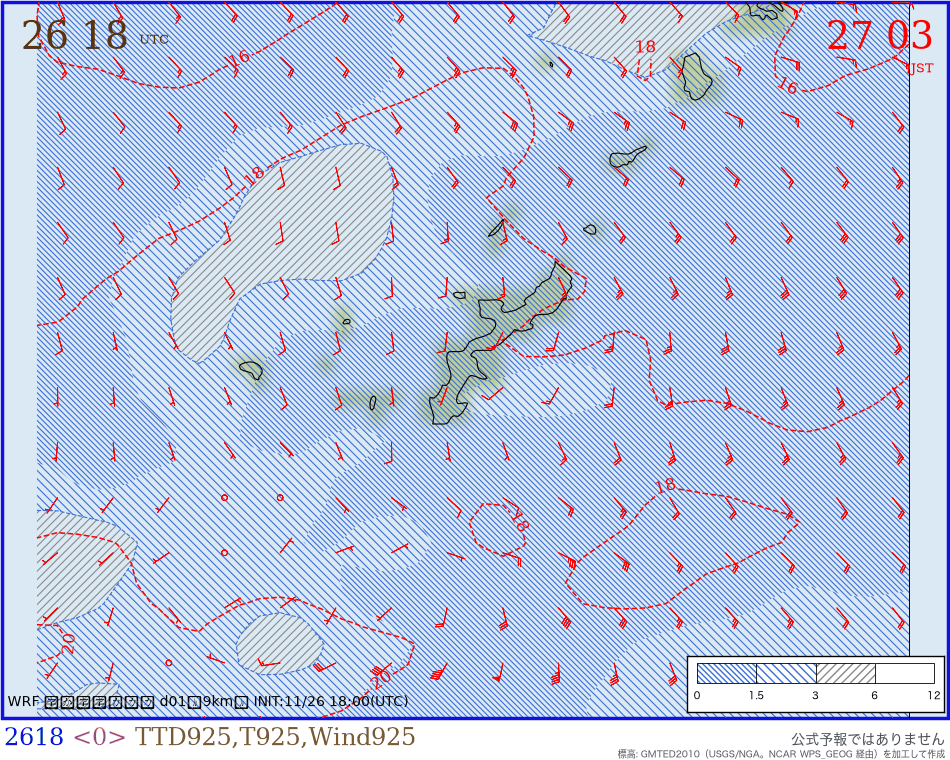 26 18 UTC
27 03
JST
16
18
16
18
18
18
20
20
WRF d01 9km INIT:11/26 18:00(UTC)
0 1.5 3 6 12
2618 <0> TTD925,T925,Wind925
公式予報ではありません
標高: GMTED2010（USGS/NGA。NCAR WPS_GEOG 経由）を加工して作成